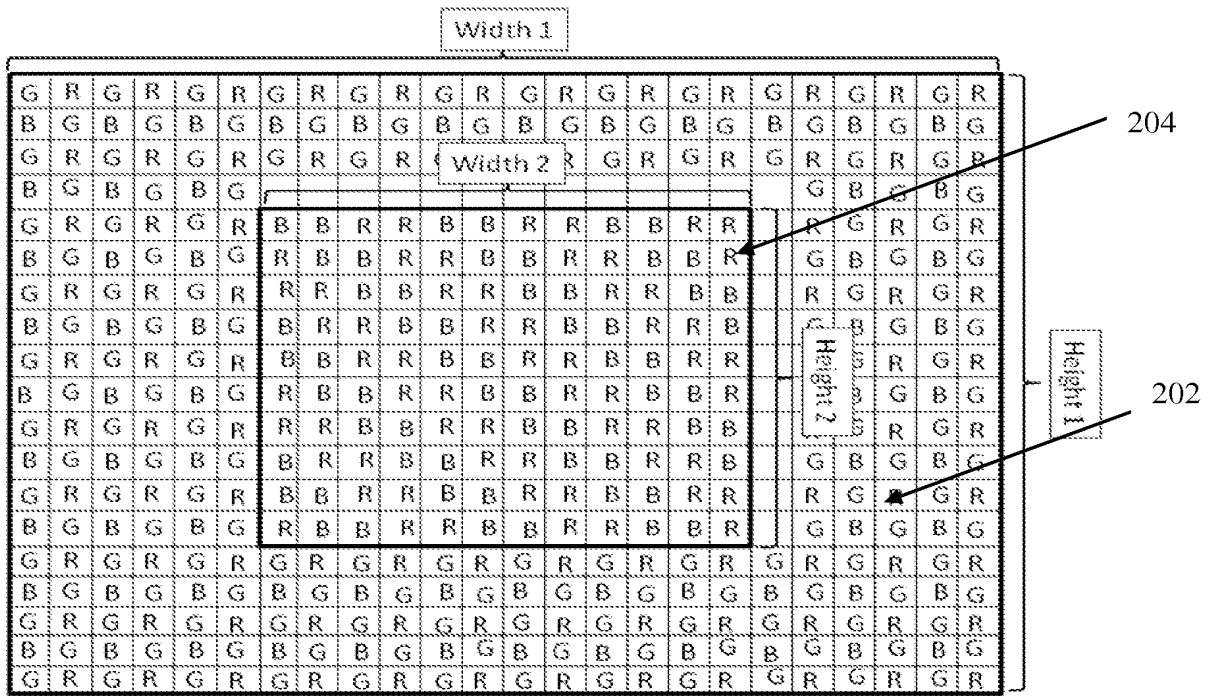 Width 1
G R G R G R G R G R G R G R G R G R G R G R G R
B G B G B G B G B G B G B G B G B G B G B G B G
204
G R G R G R G R G R R G R G R G R G R G R
Width 2
B G B G B G G B G B G
G R G R G R B B R R B B R R B B R R R G R G R
B G B G B G R B B R R B B R R B B R G B G B G
G R G R G R R R B B R R B B R R B B R G R G R
B G B G B G B R R B B R R B B R R B G B G B G
G R G R G R B B R R B B R R B B R R G R G R
Height 2
Height 1
B G B G B G R B B R R B B R R B B R B G B G
202
G R G R G R R R B B R R B B R R B B G R G R
B G B G B G B R R B B R R B B R R B G B G B G
G R G R G R B B R R B B R R B B R R R G R G R
B G B G B G R B B R R B B R R B B R G B G B G
G R G R G R G R G R G R G R G R G R G R G R G R
B G B G B G B G B G B G B G B G B G B G B G B G
G R G R G R G R G R G R G R G R G R G R G R G R
B G B G B G B G B G B G B G B G B G B G B G B G
G R G R G R G R G R G R G R G R G R G R G R G R